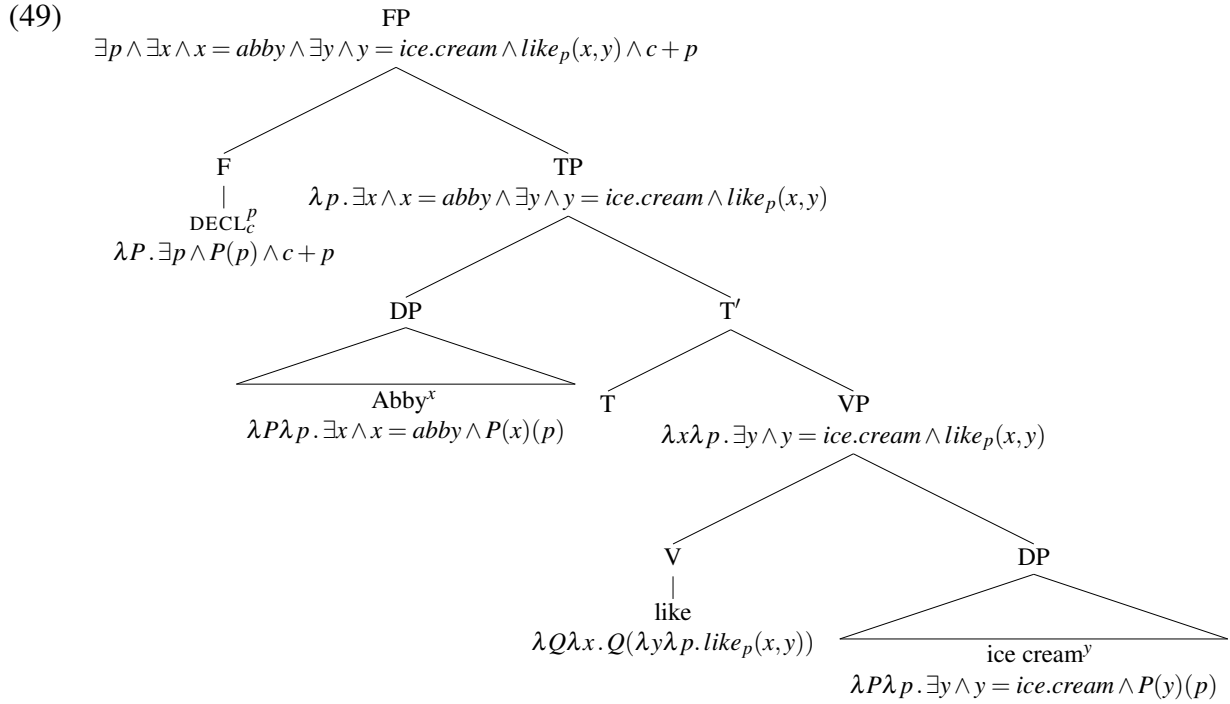 (49)
FP
∃p ∧ ∃x ∧ x = abby ∧ ∃y ∧ y = ice.cream ∧ like_p(x, y) ∧ c + p
F TP
DECL_c^p λp . ∃x ∧ x = abby ∧ ∃y ∧ y = ice.cream ∧ like_p(x, y)
λP . ∃p ∧ P(p) ∧ c + p
DP T′
Abby^x T VP
λPλp . ∃x ∧ x = abby ∧ P(x)(p) λxλp . ∃y ∧ y = ice.cream ∧ like_p(x, y)
V DP
like
λQλx . Q(λyλp. like_p(x, y))
ice cream^y
λPλp . ∃y ∧ y = ice.cream ∧ P(y)(p)